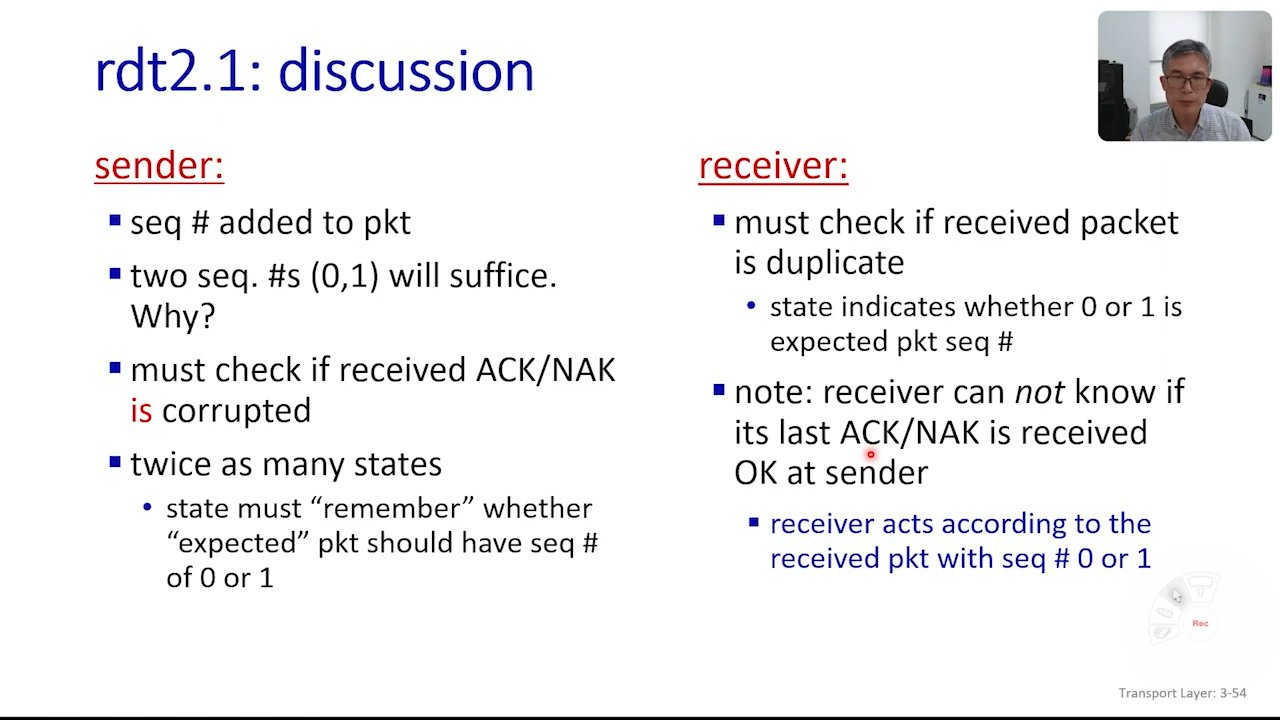 rdt2.1: discussion
sender:
seq # added to pkt
two seq. #s (0,1) will suffice.
Why?
must check if received ACK/NAK
is corrupted
twice as many states
state must “remember” whether
“expected” pkt should have seq #
of 0 or 1
receiver:
must check if received packet
is duplicate
state indicates whether 0 or 1 is
expected pkt seq #
note: receiver can not know if
its last ACK/NAK is received
OK at sender
receiver acts according to the
received pkt with seq # 0 or 1
Rec
Transport Layer: 3-54